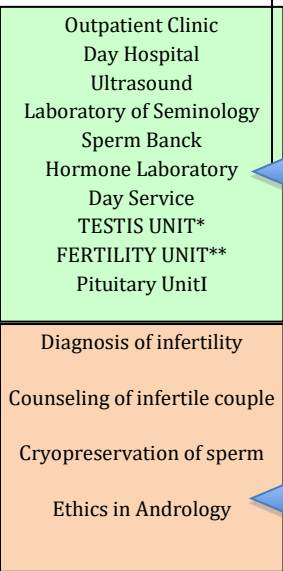 Outpatient Clinic
Day Hospital
Ultrasound
Laboratory of Seminology
Sperm Banck
Hormone Laboratory
Day Service
TESTIS UNIT*
FERTILITY UNIT**
Pituitary UnitI
Diagnosis of infertility
Counseling of infertile couple
Cryopreservation of sperm
Ethics in Andrology